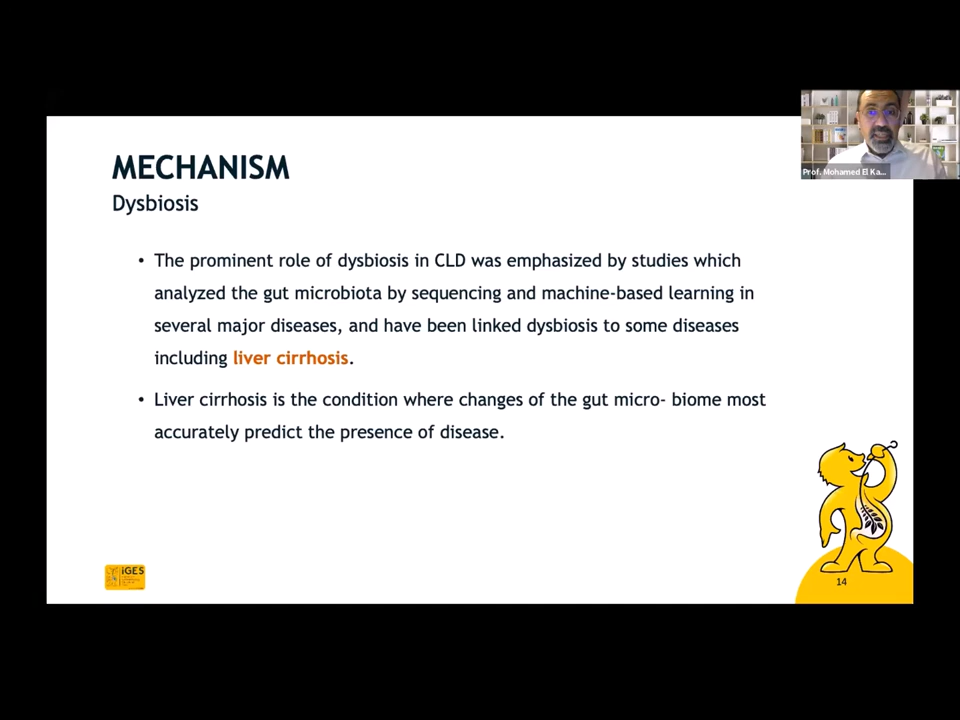 MECHANISM
Dysbiosis
• The prominent role of dysbiosis in CLD was emphasized by studies which
analyzed the gut microbiota by sequencing and machine-based learning in
several major diseases, and have been linked dysbiosis to some diseases
including liver cirrhosis.
• Liver cirrhosis is the condition where changes of the gut micro- biome most
accurately predict the presence of disease.
Prof. Mohamed El Ka...
iGES
14